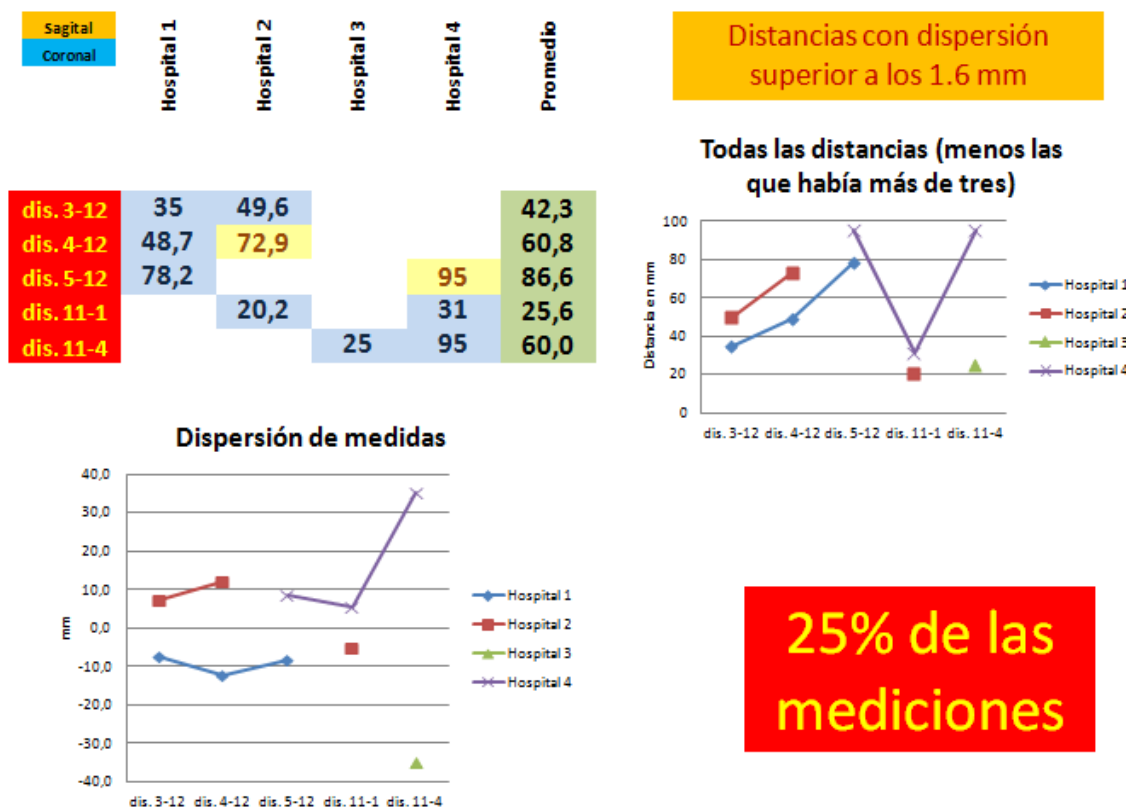 Sagital
Coronal
Hospital 1
Hospital 2
Hospital 3
Hospital 4
Promedio
dis. 3-12 35 49,6 42,3
dis. 4-12 48,7 72,9 60,8
dis. 5-12 78,2 95 86,6
dis. 11-1 20,2 31 25,6
dis. 11-4 25 95 60,0
Distancias con dispersión
superior a los 1.6 mm
Todas las distancias (menos las
que había más de tres)
Distancia en mm
100
80
60
40
20
0
dis. 3-12 dis. 4-12 dis. 5-12 dis. 11-1 dis. 11-4
Hospital 1
Hospital 2
Hospital 3
Hospital 4
Dispersión de medidas
mm
40,0
30,0
20,0
10,0
0,0
-10,0
-20,0
-30,0
-40,0
dis. 3-12 dis. 4-12 dis. 5-12 dis. 11-1 dis. 11-4
Hospital 1
Hospital 2
Hospital 3
Hospital 4
25% de las
mediciones